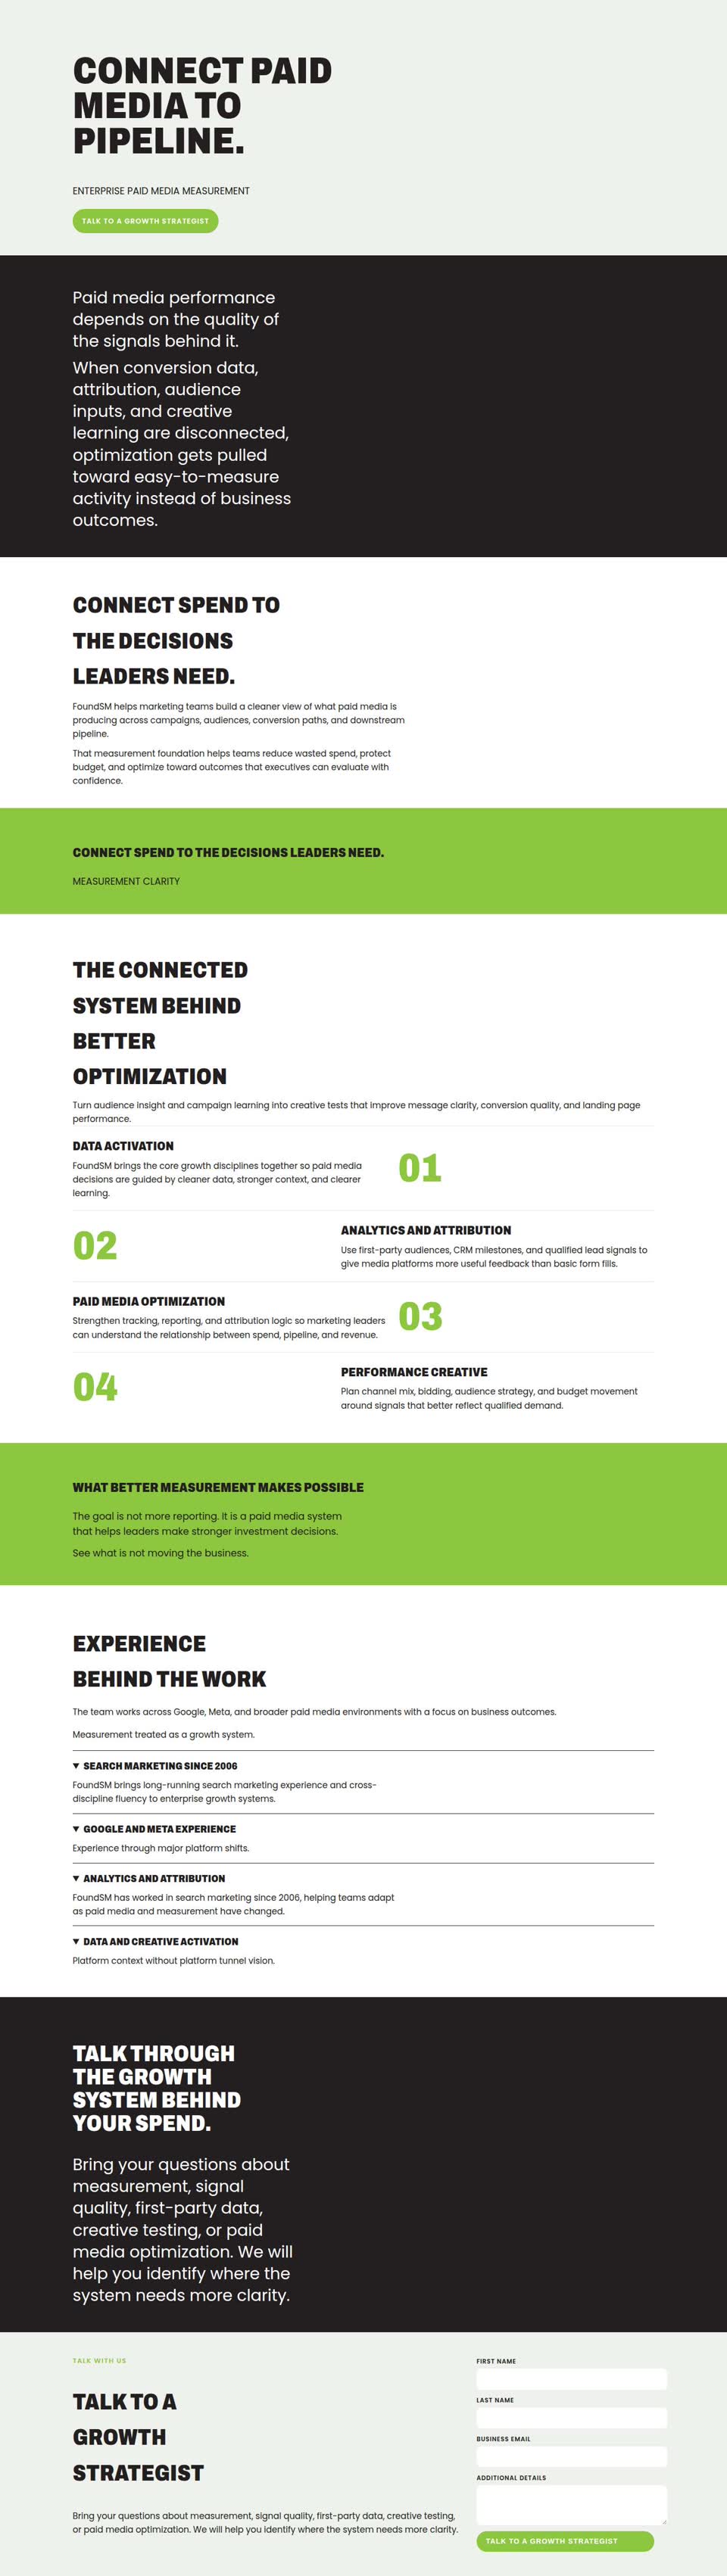 CONNECT PAID
MEDIA TO
PIPELINE.
ENTERPRISE PAID MEDIA MEASUREMENT
TALK TO A GROWTH STRATEGIST
Paid media performance
depends on the quality of
the signals behind it.
When conversion data,
attribution, audience
inputs, and creative
learning are disconnected,
optimization gets pulled
toward easy-to-measure
activity instead of business
outcomes.
CONNECT SPEND TO
THE DECISIONS
LEADERS NEED.
FoundSM helps marketing teams build a cleaner view of what paid media is
producing across campaigns, audiences, conversion paths, and downstream
pipeline.
That measurement foundation helps teams reduce wasted spend, protect
budget, and optimize toward outcomes that executives can evaluate with
confidence.
CONNECT SPEND TO THE DECISIONS LEADERS NEED.
MEASUREMENT CLARITY
THE CONNECTED
SYSTEM BEHIND
BETTER
OPTIMIZATION
Turn audience insight and campaign learning into creative tests that improve message clarity, conversion quality, and landing page
performance.
DATA ACTIVATION
FoundSM brings the core growth disciplines together so paid media
decisions are guided by cleaner data, stronger context, and clearer
learning.
01
02
ANALYTICS AND ATTRIBUTION
Use first-party audiences, CRM milestones, and qualified lead signals to
give media platforms more useful feedback than basic form fills.
PAID MEDIA OPTIMIZATION
Strengthen tracking, reporting, and attribution logic so marketing leaders
can understand the relationship between spend, pipeline, and revenue.
03
04
PERFORMANCE CREATIVE
Plan channel mix, bidding, audience strategy, and budget movement
around signals that better reflect qualified demand.
WHAT BETTER MEASUREMENT MAKES POSSIBLE
The goal is not more reporting. It is a paid media system
that helps leaders make stronger investment decisions.
See what is not moving the business.
EXPERIENCE
BEHIND THE WORK
The team works across Google, Meta, and broader paid media environments with a focus on business outcomes.
Measurement treated as a growth system.
▼ SEARCH MARKETING SINCE 2006
FoundSM brings long-running search marketing experience and cross-
discipline fluency to enterprise growth systems.
▼ GOOGLE AND META EXPERIENCE
Experience through major platform shifts.
▼ ANALYTICS AND ATTRIBUTION
FoundSM has worked in search marketing since 2006, helping teams adapt
as paid media and measurement have changed.
▼ DATA AND CREATIVE ACTIVATION
Platform context without platform tunnel vision.
TALK THROUGH
THE GROWTH
SYSTEM BEHIND
YOUR SPEND.
Bring your questions about
measurement, signal
quality, first-party data,
creative testing, or paid
media optimization. We will
help you identify where the
system needs more clarity.
TALK WITH US
TALK TO A
GROWTH
STRATEGIST
Bring your questions about measurement, signal quality, first-party data, creative testing,
or paid media optimization. We will help you identify where the system needs more clarity.
FIRST NAME
LAST NAME
BUSINESS EMAIL
ADDITIONAL DETAILS
TALK TO A GROWTH STRATEGIST